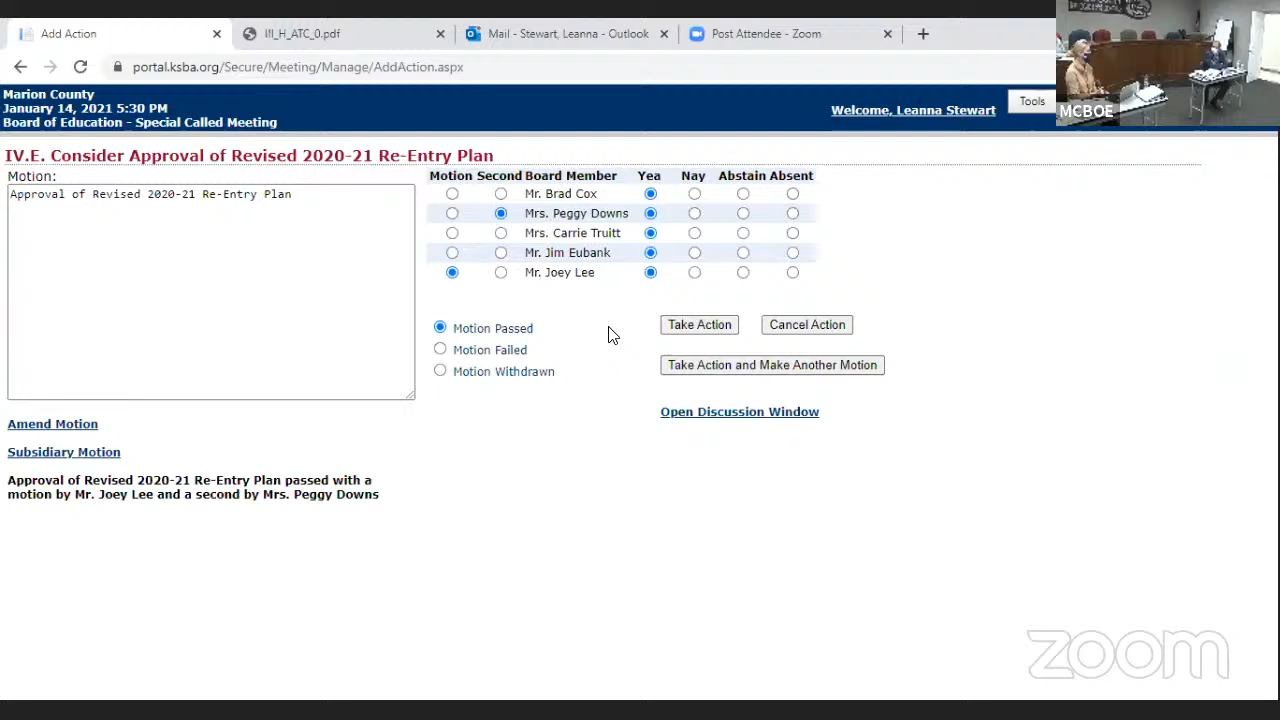 Add Action
I!I_H_ATC_0.pdf
Mail - Stewart, Leanna - Outlook
Post Attendee - Zoom
portal.ksba.org/Secure/Meeting/Manage/AddAction.aspx
Marion County
January 14, 2021 5:30 PM
Board of Education - Special Called Meeting
Welcome, Leanna Stewart
Tools
MCBOE
IV.E. Consider Approval of Revised 2020-21 Re-Entry Plan
Motion:
Approval of Revised 2020-21 Re-Entry Plan
Motion Second Board Member Yea Nay Abstain Absent
Mr. Brad Cox
Mrs. Peggy Downs
Mrs. Carrie Truitt
Mr. Jim Eubank
Mr. Joey Lee
Motion Passed
Motion Failed
Motion Withdrawn
Take Action
Cancel Action
Take Action and Make Another Motion
Open Discussion Window
Amend Motion
Subsidiary Motion
Approval of Revised 2020-21 Re-Entry Plan passed with a
motion by Mr. Joey Lee and a second by Mrs. Peggy Downs
zoom